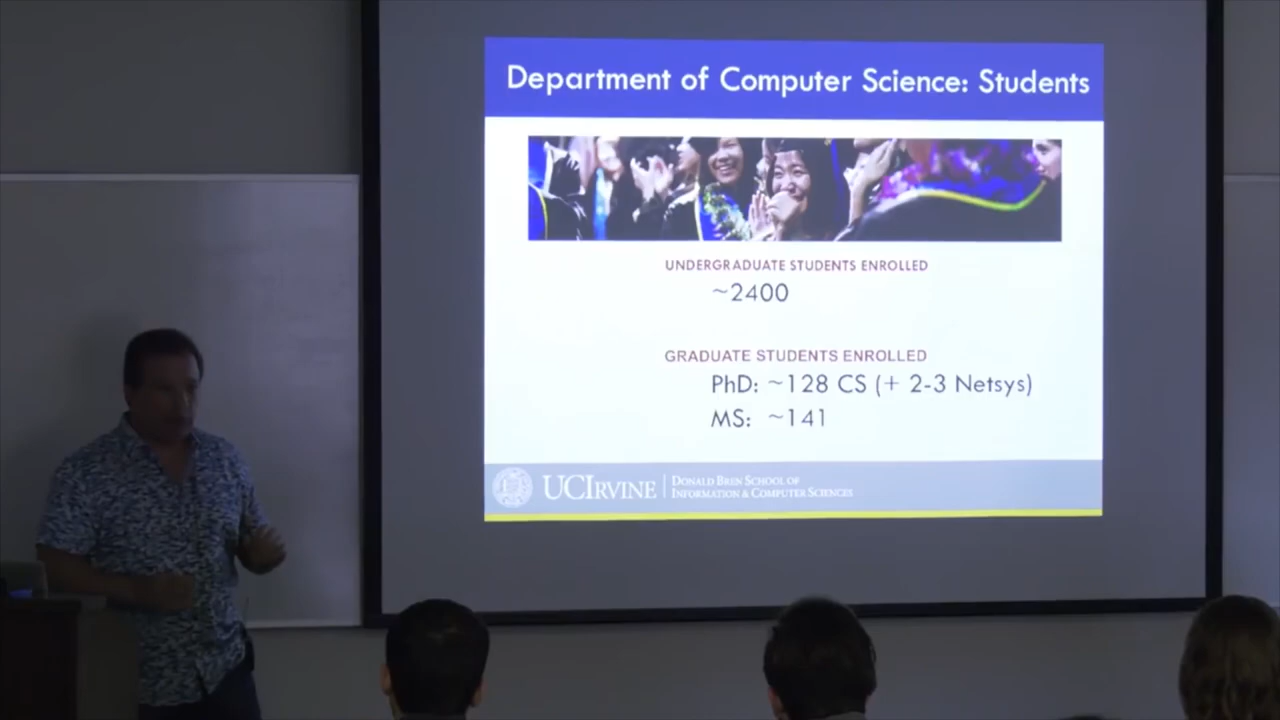 Department of Computer Science: Students
UNDERGRADUATE STUDENTS ENROLLED
~2400
GRADUATE STUDENTS ENROLLED
PhD: ~128 CS (+ 2-3 Netsys)
MS: ~141
UCIRVINE
DONALD BREN SCHOOL OF
INFORMATION & COMPUTER SCIENCES